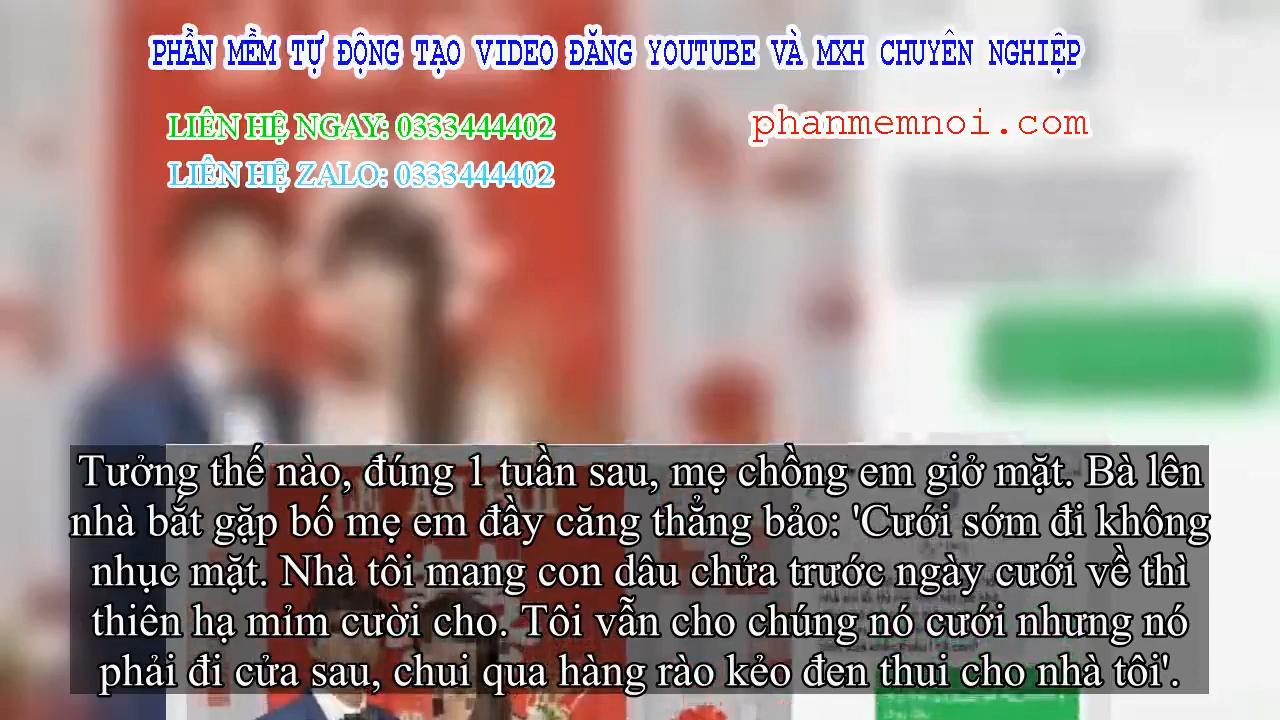 PHẦN MỀM TỰ ĐỘNG TẠO VIDEO ĐĂNG YOUTUBE VÀ MXH CHUYÊN NGHIỆP
LIÊN HỆ NGAY: 0333444402
phanmemnoi.com
LIÊN HỆ ZALO: 0333444402
Tưởng thế nào, đúng 1 tuần sau, mẹ chồng em giở mặt. Bà lên
nhà bắt gặp bố mẹ em đầy căng thẳng bảo: 'Cưới sớm đi không
nhục mặt. Nhà tôi mang con dâu chửa trước ngày cưới về thì
thiên hạ mỉm cười cho. Tôi vẫn cho chúng nó cưới nhưng nó
phải đi cửa sau, chui qua hàng rào kẻo đen thui cho nhà tôi'.